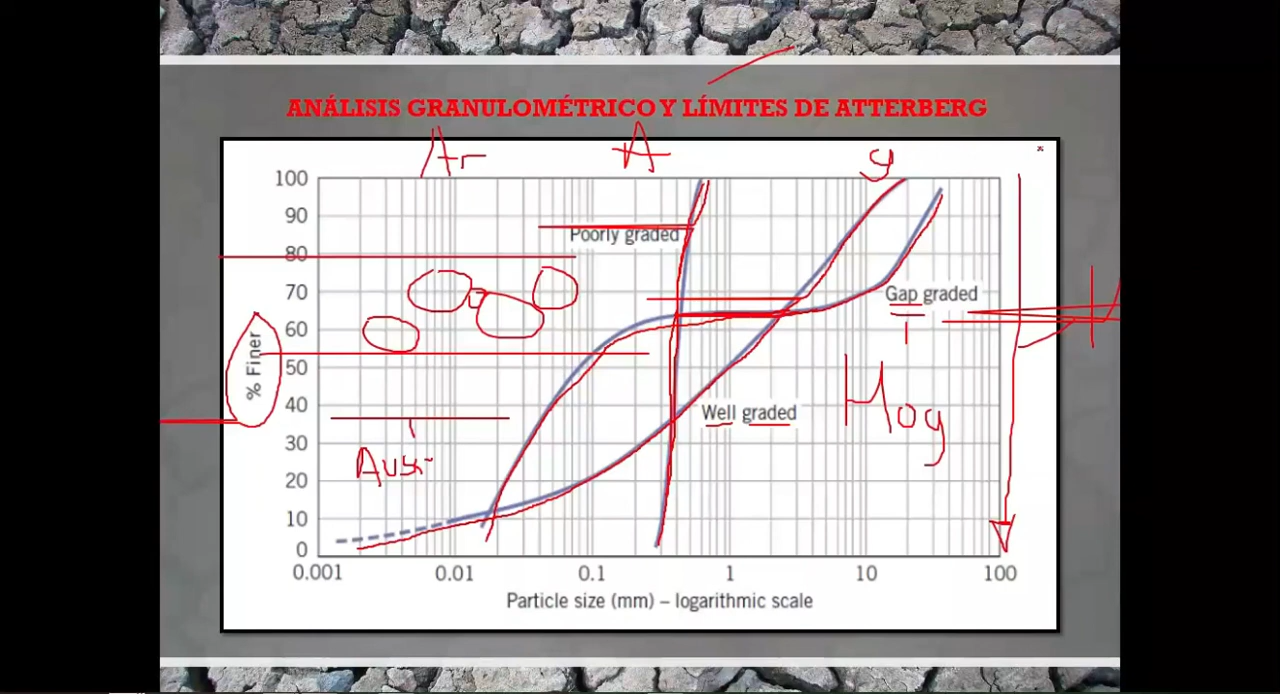 ANÁLISIS GRANULOMÉTRICO Y LÍMITES DE ATTERBERG
Ar A g
100
90
Poorly graded
80
70
Gap graded
60
% Finer
50
40
Well graded
Hog
30
20
10
0
0.001 0.01 0.1 1 10 100
Particle size (mm) – logarithmic scale